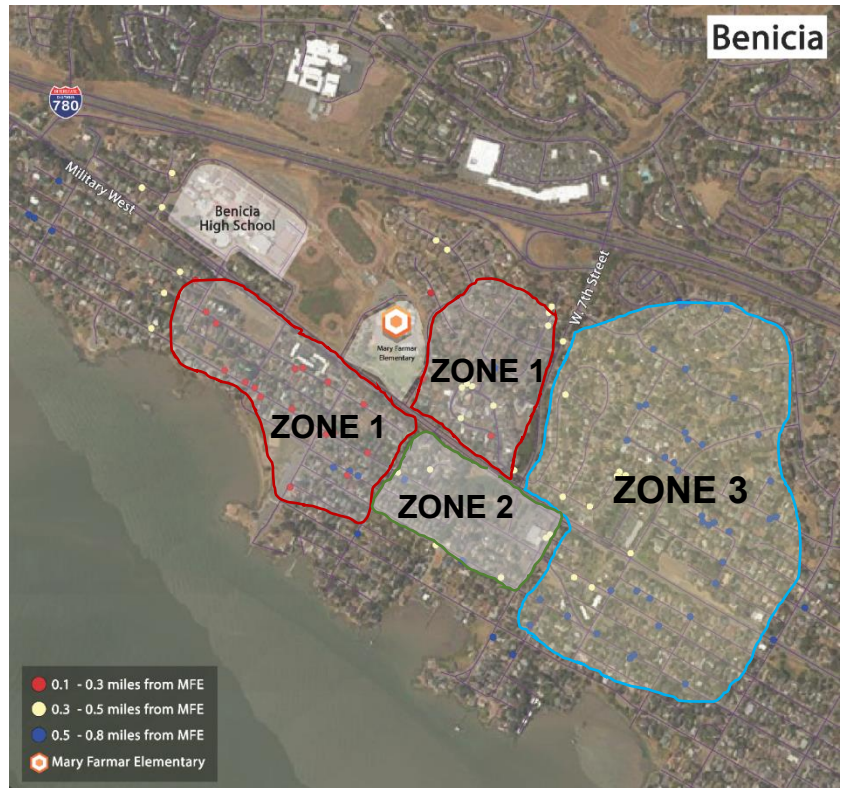 Benicia
INTERSTATE
780
Military West
Benicia
High School
W. 7th Street
Mary Farmar
Elementary
ZONE 1
ZONE 1
ZONE 2
ZONE 3
0.1 - 0.3 miles from MFE
0.3 - 0.5 miles from MFE
0.5 - 0.8 miles from MFE
Mary Farmar Elementary